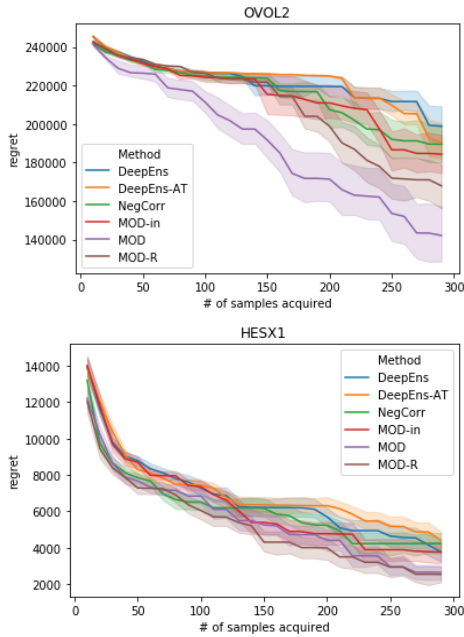 OVOL2
240000
220000
200000
180000
160000
140000
regret
Method
DeepEns
DeepEns-AT
NegCorr
MOD-in
MOD
MOD-R
0 50 100 150 200 250 300
# of samples acquired
HESX1
14000
12000
10000
8000
6000
4000
2000
regret
Method
DeepEns
DeepEns-AT
NegCorr
MOD-in
MOD
MOD-R
0 50 100 150 200 250 300
# of samples acquired